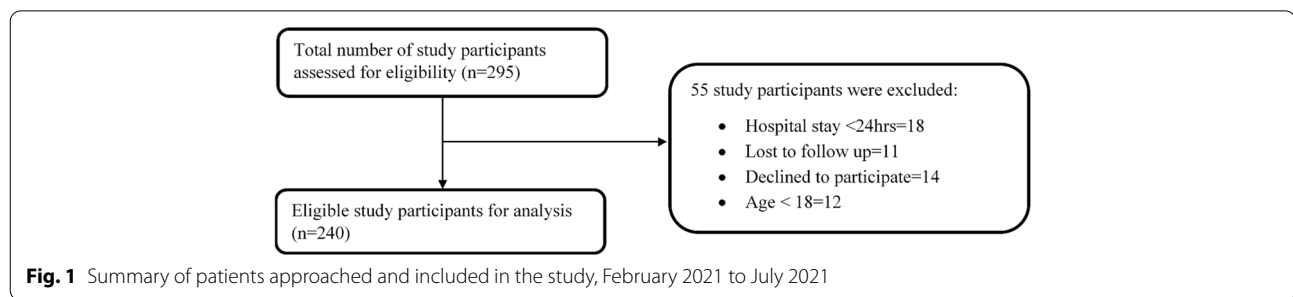 Total number of study participants
assessed for eligibility (n=295)
55 study participants were excluded:
• Hospital stay <24hrs=18
• Lost to follow up=11
• Declined to participate=14
• Age < 18=12
Eligible study participants for analysis
(n=240)
Fig. 1 Summary of patients approached and included in the study, February 2021 to July 2021